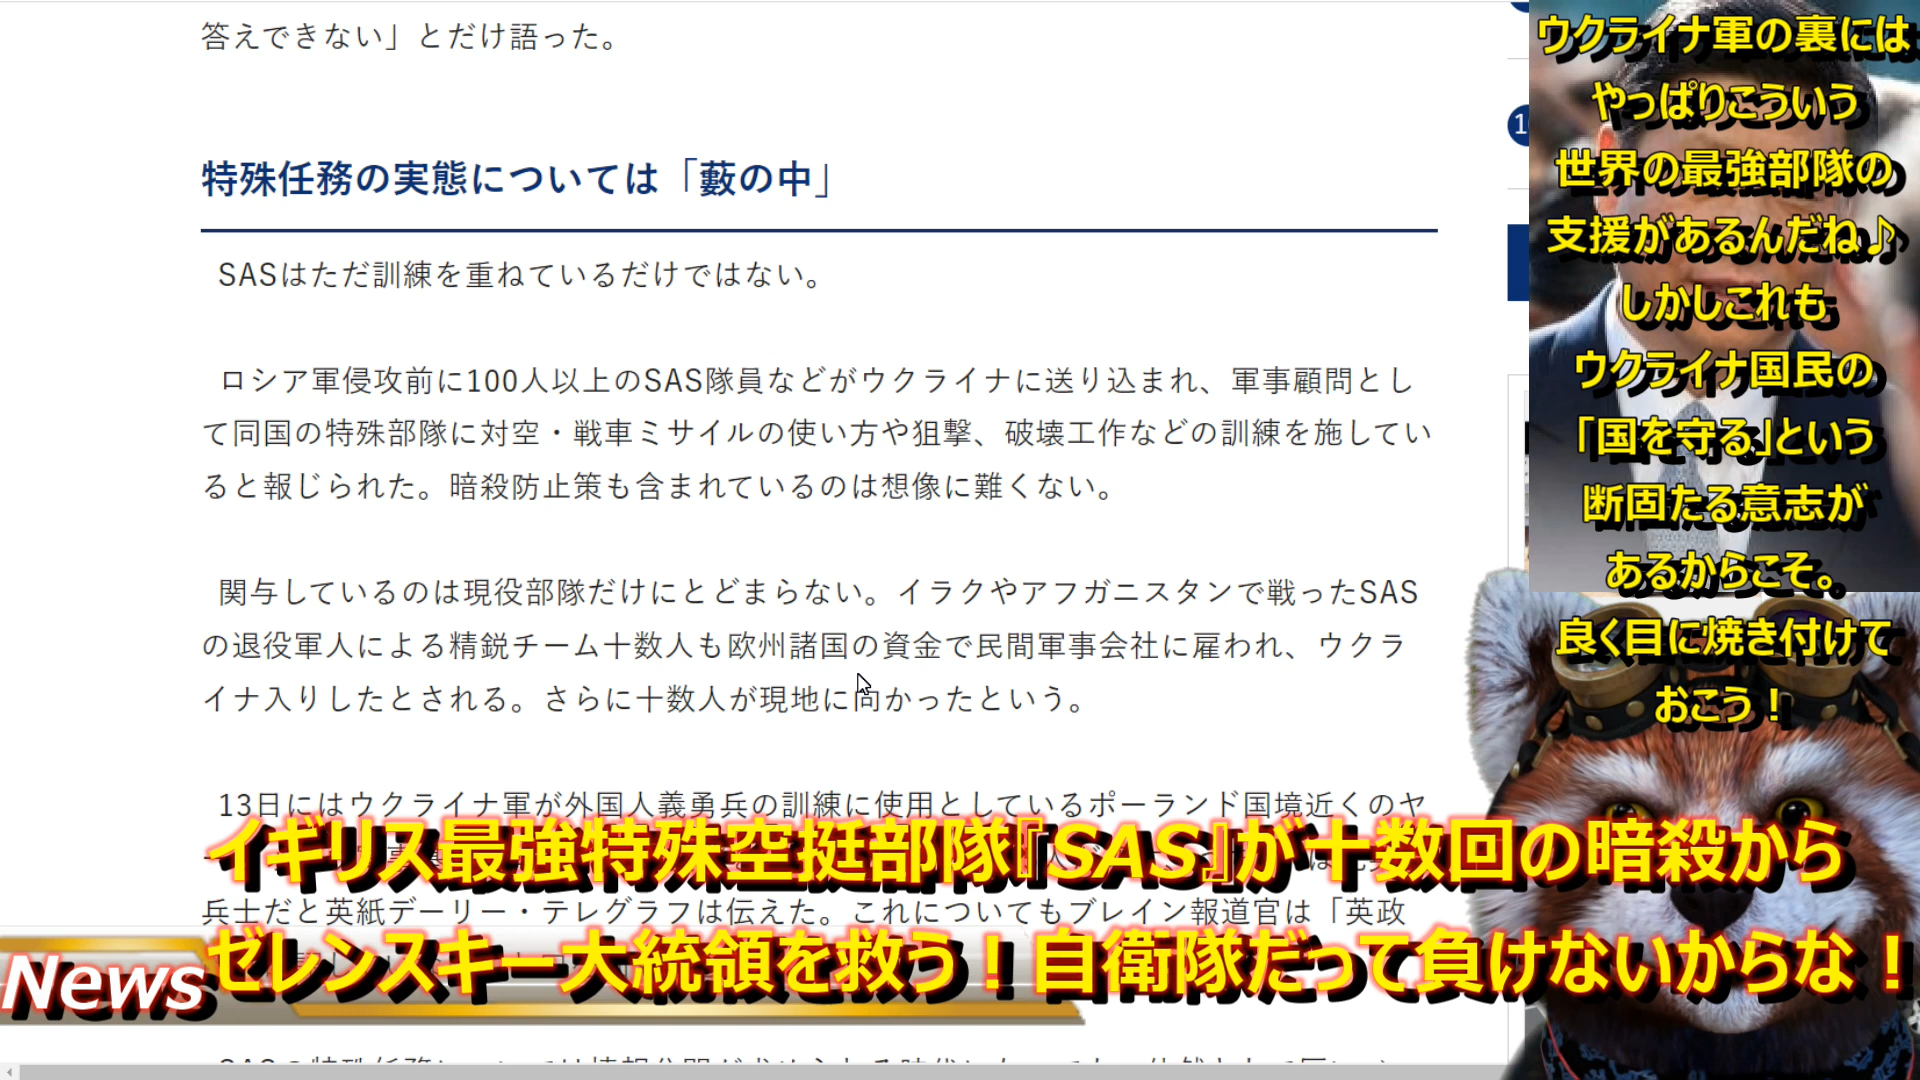 答えできない」とだけ語った。
特殊任務の実態については「藪の中」
SASはただ訓練を重ねているだけではない。
ロシア軍侵攻前に100人以上のSAS隊員などがウクライナに送り込まれ、軍事顧問とし
て同国の特殊部隊に対空・戦車ミサイルの使い方や狙撃、破壊工作などの訓練を施してい
ると報じられた。暗殺防止策も含まれているのは想像に難くない。
関与しているのは現役部隊だけにとどまらない。イラクやアフガニスタンで戦ったSAS
の退役軍人による精鋭チーム十数人も欧州諸国の資金で民間軍事会社に雇われ、ウクラ
イナ入りしたとされる。さらに十数人が現地に向かったという。
13日にはウクライナ軍が外国人義勇兵の訓練に使用としているポーランド国境近くのヤ
兵士だと英紙デーリー・テレグラフは伝えた。これについてもブレイン報道官は「英政
ウクライナ軍の裏には
やっぱりこういう
世界の最強部隊の
支援があるんだね♪
しかしこれも
ウクライナ国民の
「国を守る」という
断固たる意志が
あるからこそ。
良く目に焼き付けて
おこう！
イギリス最強特殊空挺部隊『SAS』が十数回の暗殺から
ゼレンスキー大統領を救う！自衛隊だって負けないからな！
News